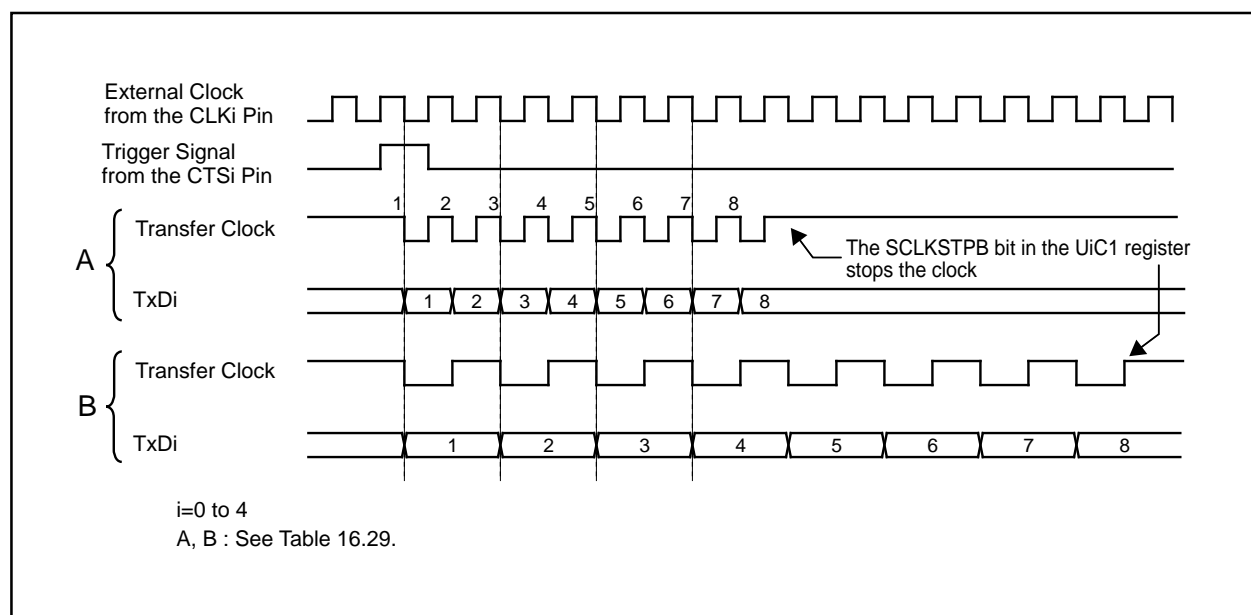 External Clock
from the CLKi Pin
Trigger Signal
from the CTSi Pin
1 2 3 4 5 6 7 8
A
Transfer Clock
The SCLKSTPB bit in the UiC1 register
stops the clock
TxDi
1 2 3 4 5 6 7 8
B
Transfer Clock
TxDi
1 2 3 4 5 6 7 8
i=0 to 4
A, B : See Table 16.29.